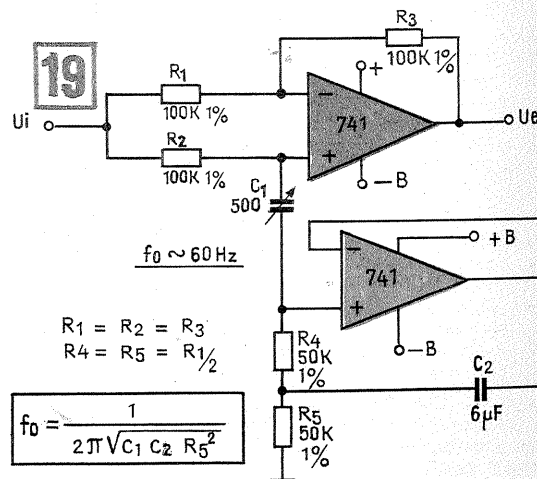 19
Ui
R1
100K 1%
R2
100K 1%
R3
100K 1%
+
−
741
+
−B
Ue
C1
500
f0 ~ 60Hz
−
741
+
+B
−B
R1 = R2 = R3
R4 = R5 = R1/2
R4
50K
1%
C2
6µF
R5
50K
1%
f0 = 1 / 2π√C1 C2 R5²